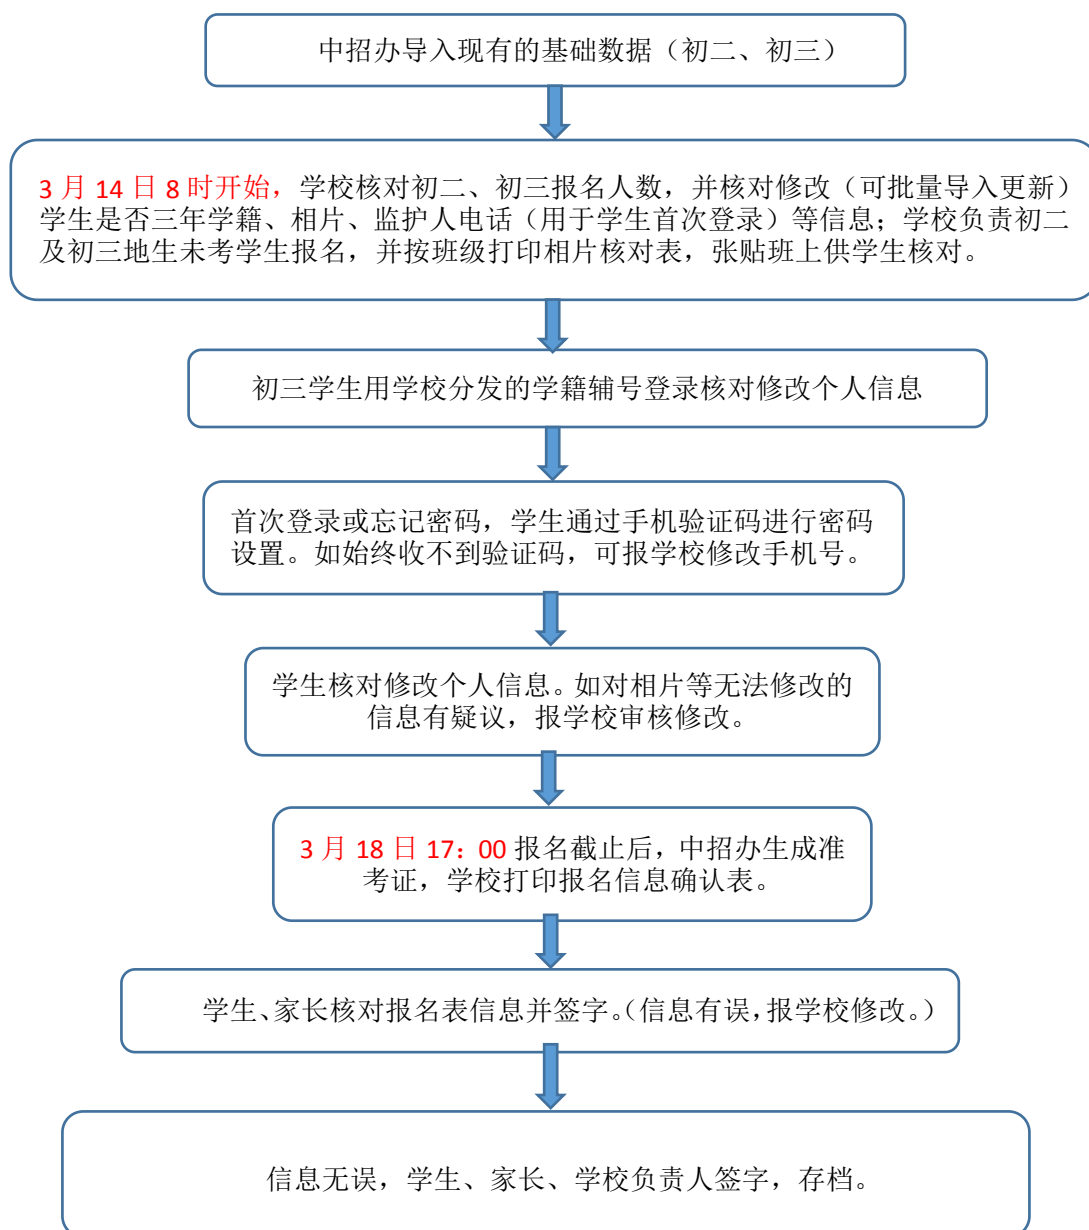 中招办导入现有的基础数据（初二、初三）
3 月 14 日 8 时开始，学校核对初二、初三报名人数，并核对修改（可批量导入更新）
学生是否三年学籍、相片、监护人电话（用于学生首次登录）等信息；学校负责初二
及初三地生未考学生报名，并按班级打印相片核对表，张贴班上供学生核对。
初三学生用学校分发的学籍辅号登录核对修改个人信息
首次登录或忘记密码，学生通过手机验证码进行密码
设置。如始终收不到验证码，可报学校修改手机号。
学生核对修改个人信息。如对相片等无法修改的
信息有疑议，报学校审核修改。
3 月 18 日 17：00 报名截止后，中招办生成准
考证，学校打印报名信息确认表。
学生、家长核对报名表信息并签字。（信息有误，报学校修改。）
信息无误，学生、家长、学校负责人签字，存档。